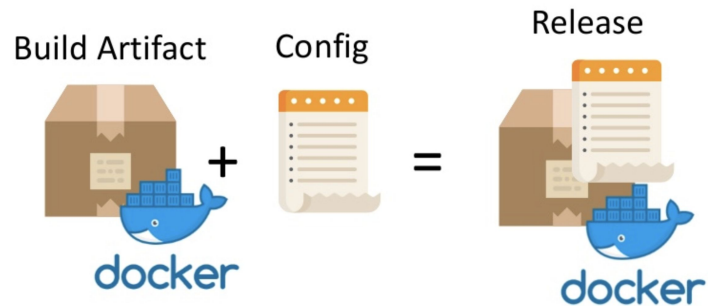 Build Artifact
Config
Release
+
=
docker
docker